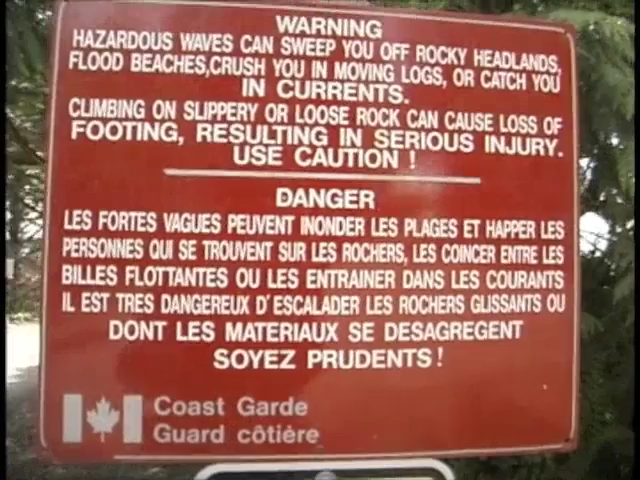 WARNING
HAZARDOUS WAVES CAN SWEEP YOU OFF ROCKY HEADLANDS,
FLOOD BEACHES,CRUSH YOU IN MOVING LOGS, OR CATCH YOU
IN CURRENTS.
CLIMBING ON SLIPPERY OR LOOSE ROCK CAN CAUSE LOSS OF
FOOTING, RESULTING IN SERIOUS INJURY.
USE CAUTION !
DANGER
LES FORTES VAGUES PEUVENT INONDER LES PLAGES ET HAPPER LES
PERSONNES QUI SE TROUVENT SUR LES ROCHERS, LES COINCER ENTRE LES
BILLES FLOTTANTES OU LES ENTRAINER DANS LES COURANTS
IL EST TRES DANGEREUX D'ESCALADER LES ROCHERS GLISSANTS OU
DONT LES MATERIAUX SE DESAGREGENT
SOYEZ PRUDENTS !
Coast Garde
Guard côtière